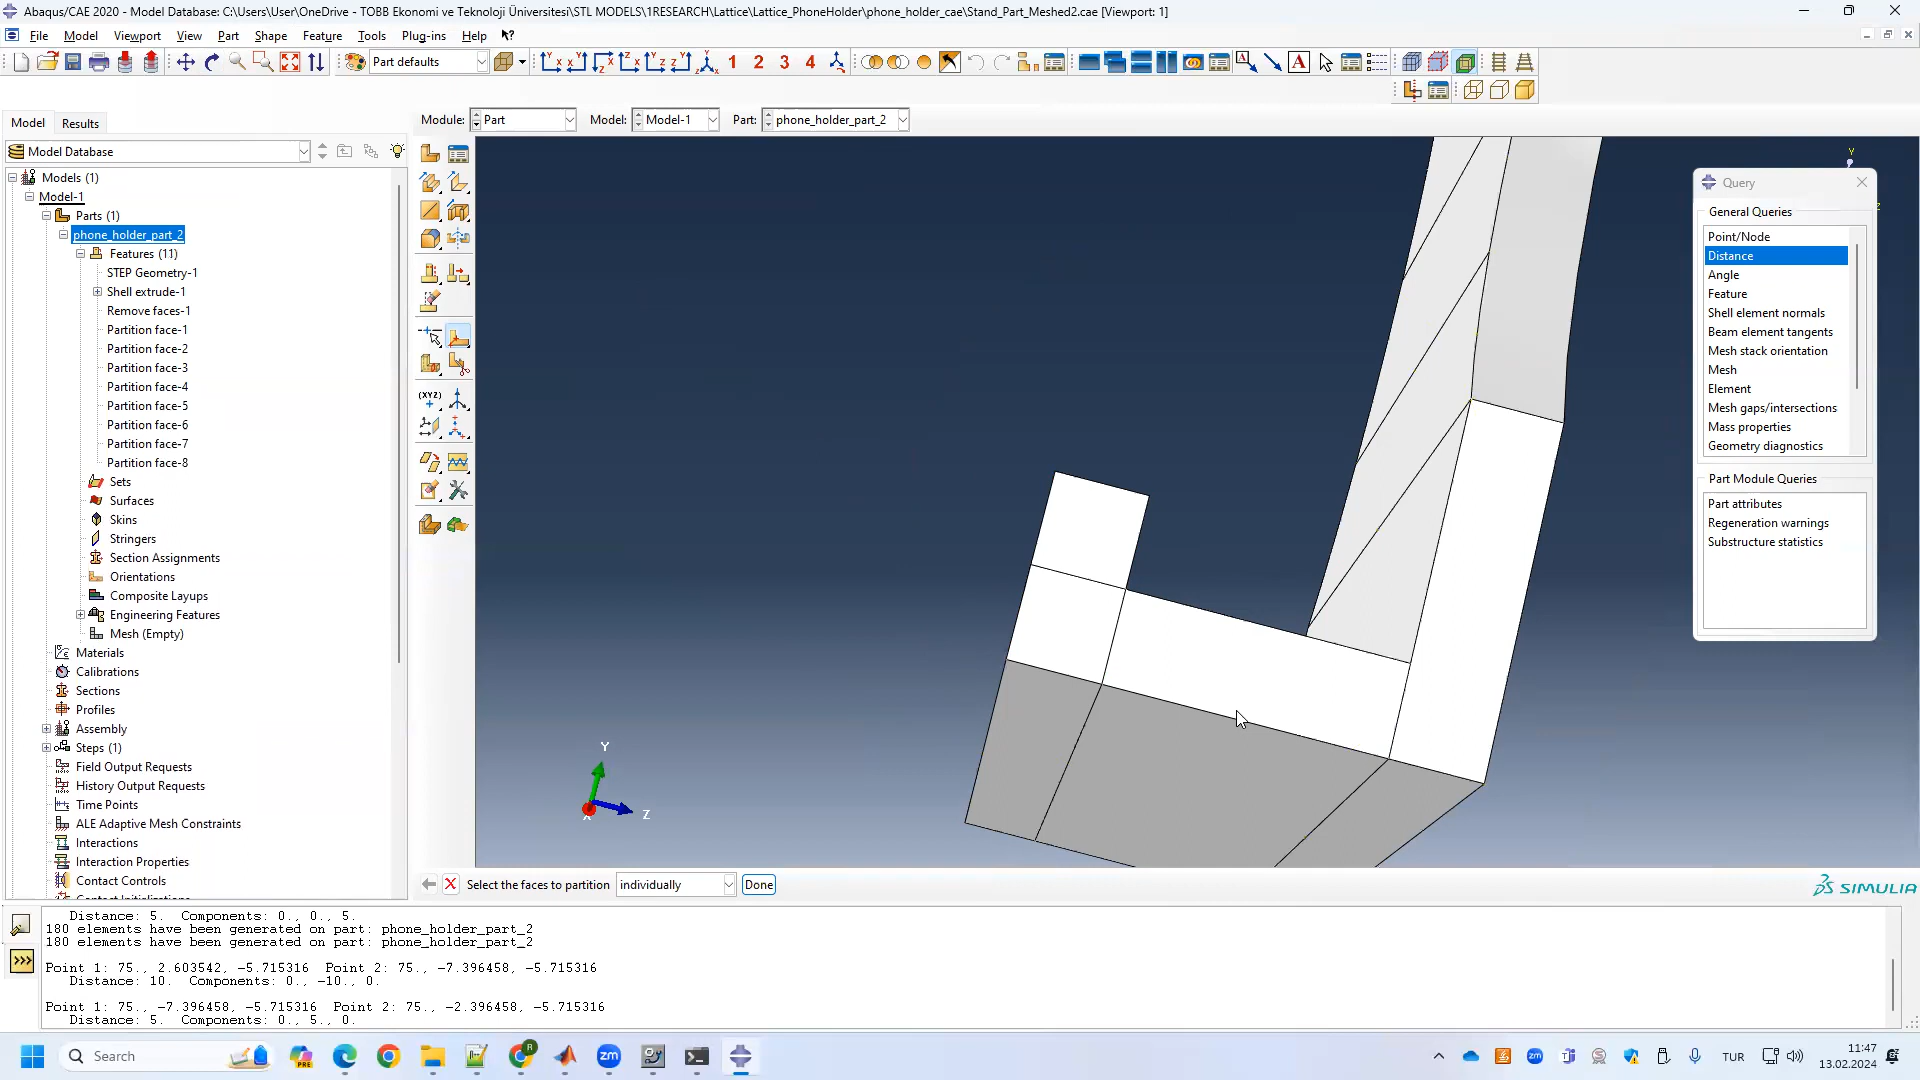 Abaqus/CAE 2020 - Model Database: C:\Users\User\OneDrive - TOBB Ekonomi ve Teknoloji Üniversitesi\STL MODELS\1RESEARCH\Lattice\Lattice_PhoneHolder\phone_holder_cae\Stand_Part_Meshed2.cae [Viewport: 1]
File Model Viewport View Part Shape Feature Tools Plug-ins Help
Part defaults
1 2 3 4
Model Results
Module: Part Model: Model-1 Part: phone_holder_part_2
Model Database
Models (1)
Model-1
Parts (1)
phone_holder_part_2
Features (11)
STEP Geometry-1
Shell extrude-1
Remove faces-1
Partition face-1
Partition face-2
Partition face-3
Partition face-4
Partition face-5
Partition face-6
Partition face-7
Partition face-8
Sets
Surfaces
Skins
Stringers
Section Assignments
Orientations
Composite Layups
Engineering Features
Mesh (Empty)
Materials
Calibrations
Sections
Profiles
Assembly
Steps (1)
Field Output Requests
History Output Requests
Time Points
ALE Adaptive Mesh Constraints
Interactions
Interaction Properties
Contact Controls
(XYZ)
Y
Z
X
Y
Query
General Queries
Point/Node
Distance
Angle
Feature
Shell element normals
Beam element tangents
Mesh stack orientation
Mesh
Element
Mesh gaps/intersections
Mass properties
Geometry diagnostics
Part Module Queries
Part attributes
Regeneration warnings
Substructure statistics
Select the faces to partition individually Done
SIMULIA
Distance: 5. Components: 0., 0., 5.
180 elements have been generated on part: phone_holder_part_2
180 elements have been generated on part: phone_holder_part_2
Point 1: 75., 2.603542, -5.715316 Point 2: 75., -7.396458, -5.715316
Distance: 10. Components: 0., -10., 0.
Point 1: 75., -7.396458, -5.715316 Point 2: 75., -2.396458, -5.715316
Distance: 5. Components: 0., 5., 0.
>>>
Search
TUR
11:47
13.02.2024